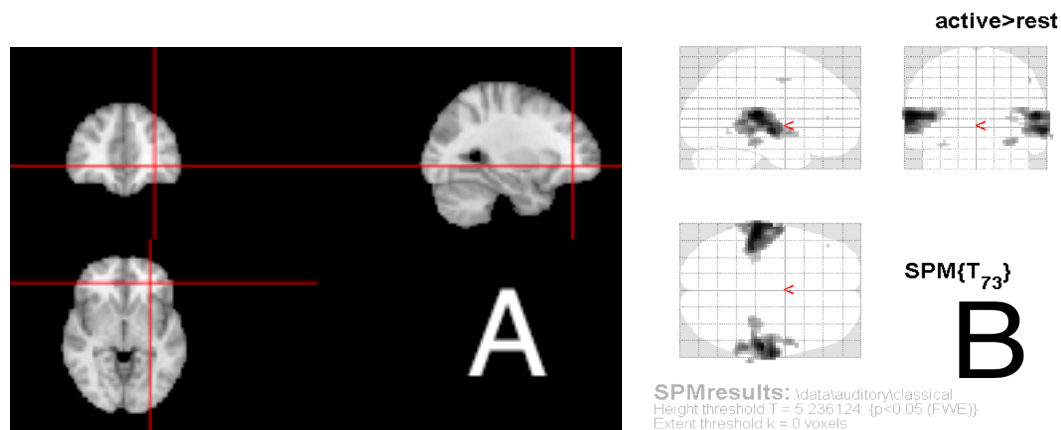 active>rest
A
SPM{T73}
B
SPMresults: .\data\auditory\classical
Height threshold T = 5.236124 {p<0.05 (FWE)}
Extent threshold k = 0 voxels